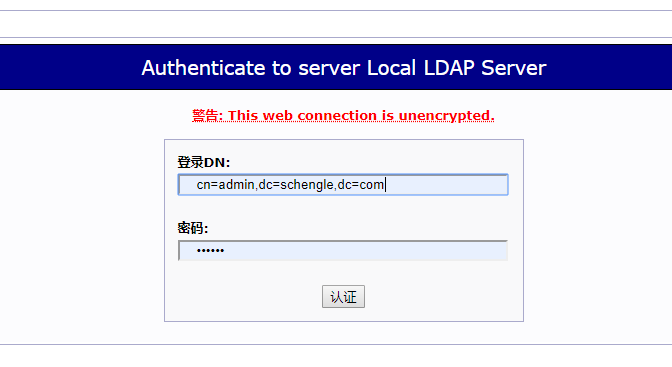 Authenticate to server Local LDAP Server
警告: This web connection is unencrypted.
登录DN:
cn=admin,dc=schengle,dc=com
密码:
••••••
认证